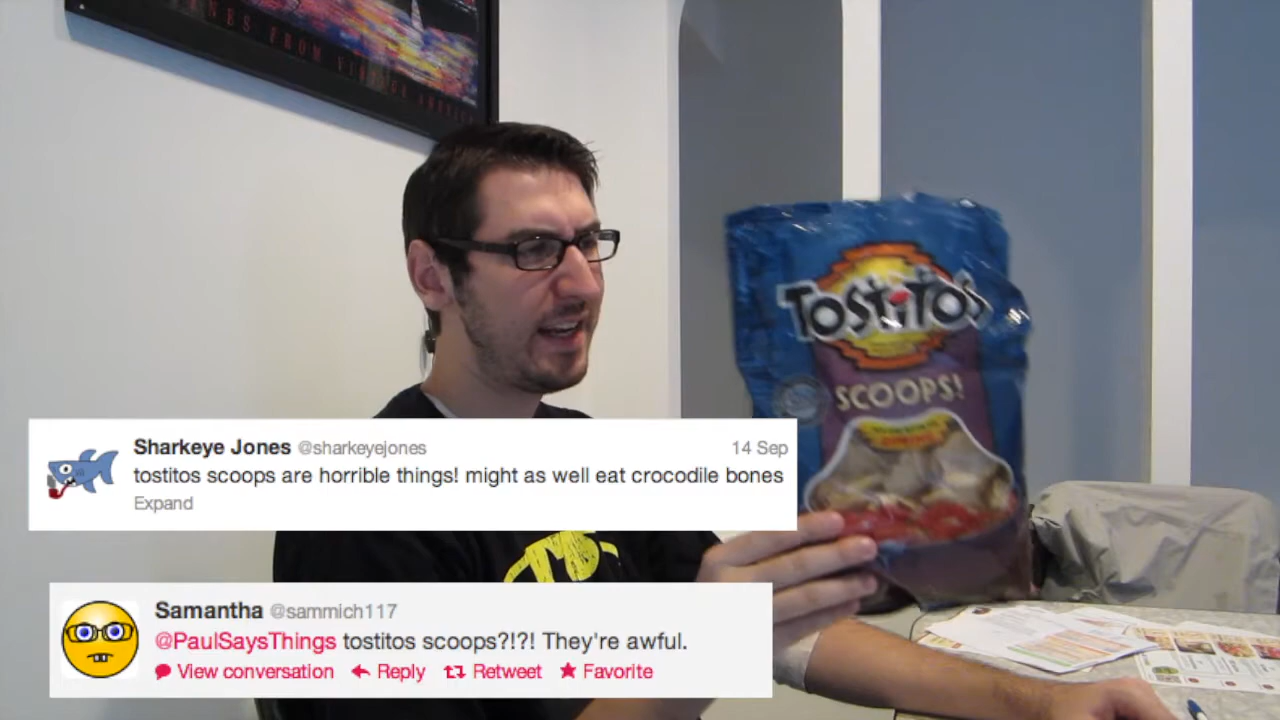 TOSTITOS
SCOOPS!
Sharkeye Jones @sharkeyejones 14 Sep
tostitos scoops are horrible things! might as well eat crocodile bones
Expand
Samantha @sammich117
@PaulSaysThings tostitos scoops?!?! They're awful.
View conversation Reply Retweet Favorite